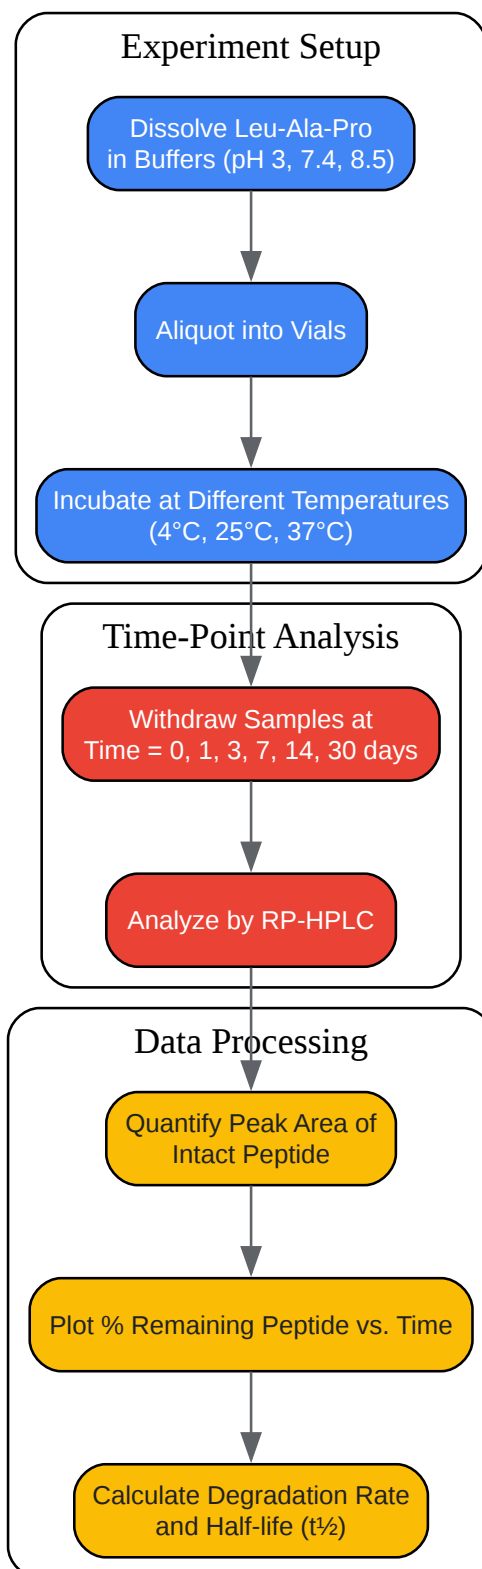 Experiment Setup
Dissolve Leu-Ala-Pro
in Buffers (pH 3, 7.4, 8.5)
Aliquot into Vials
Incubate at Different Temperatures
(4°C, 25°C, 37°C)
Time-Point Analysis
Withdraw Samples at
Time = 0, 1, 3, 7, 14, 30 days
Analyze by RP-HPLC
Data Processing
Quantify Peak Area of
Intact Peptide
Plot % Remaining Peptide vs. Time
Calculate Degradation Rate
and Half-life (t½)